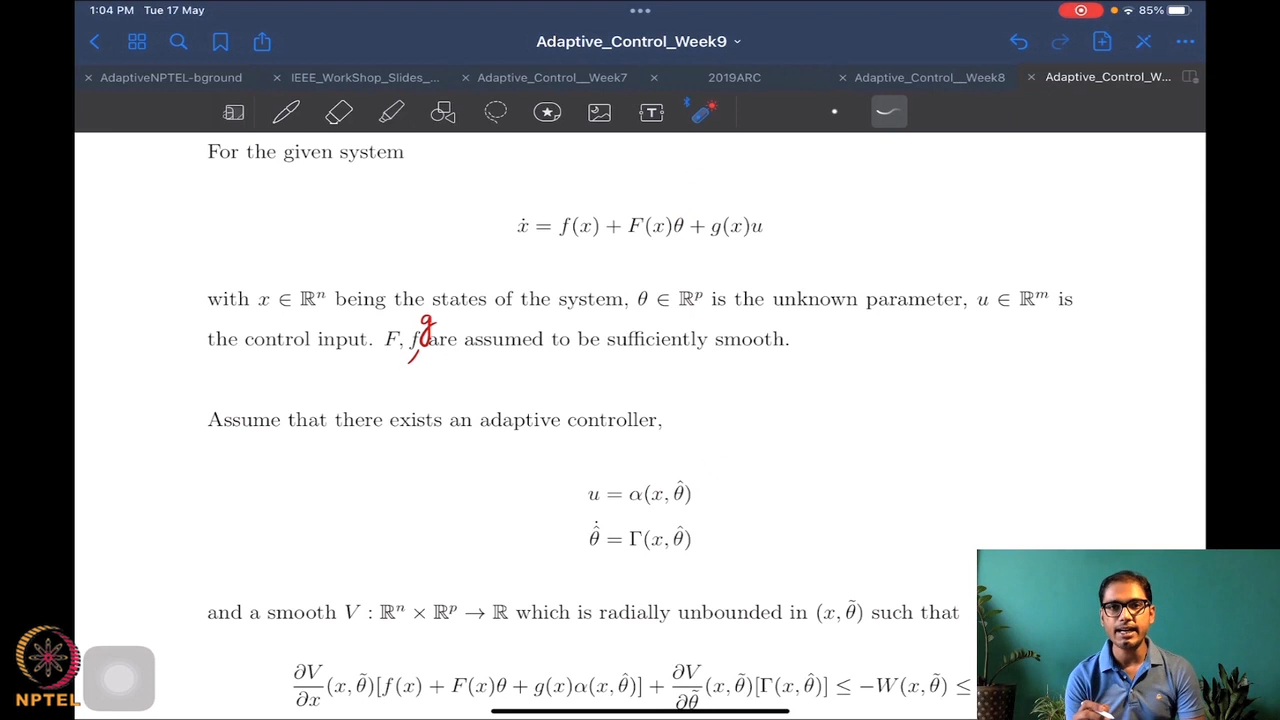 1:04 PM Tue 17 May
85%
Adaptive_Control_Week9
AdaptiveNPTEL-bground
IEEE_WorkShop_Slides_...
Adaptive_Control__Week7
2019ARC
Adaptive_Control__Week8
Adaptive_Control_W...
For the given system
ẋ = f(x) + F(x)θ + g(x)u
with x ∈ ℝⁿ being the states of the system, θ ∈ ℝᵖ is the unknown parameter, u ∈ ℝᵐ is
the control input. F, f, g are assumed to be sufficiently smooth.
Assume that there exists an adaptive controller,
u = α(x, θ̂)
θ̂̇ = Γ(x, θ̂)
and a smooth V : ℝⁿ × ℝᵖ → ℝ which is radially unbounded in (x, θ̃) such that
∂V/∂x (x, θ̃)[f(x) + F(x)θ + g(x)α(x, θ̂)] + ∂V/∂θ̃ (x, θ̃)[Γ(x, θ̂)] ≤ −W(x, θ̃) ≤
NPTEL